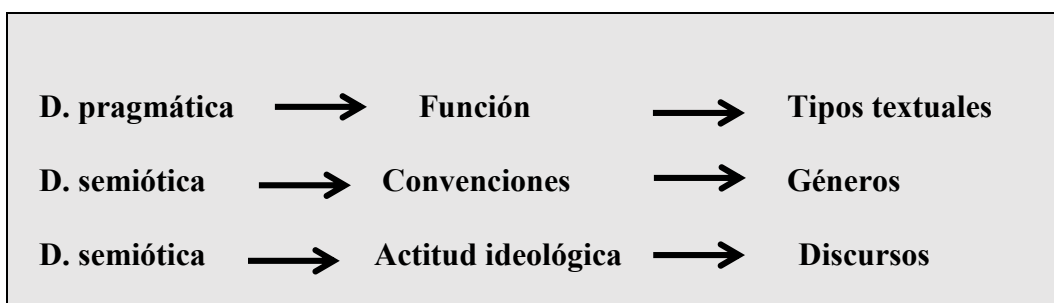 D. pragmática Función Tipos textuales
D. semiótica Convenciones Géneros
D. semiótica Actitud ideológica Discursos